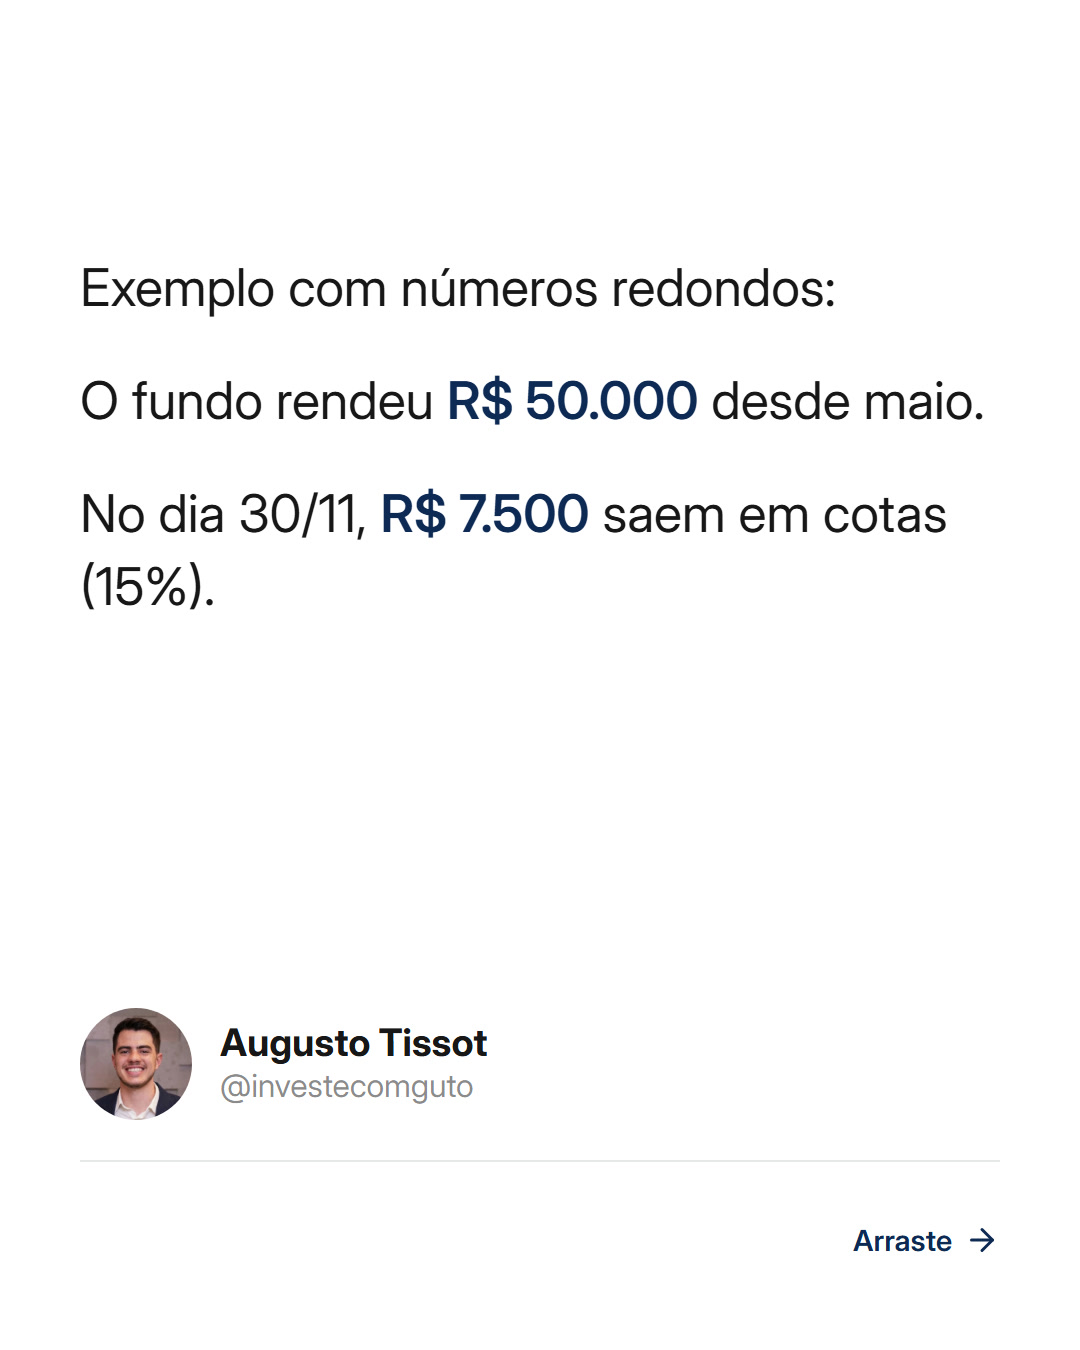 Exemplo com números redondos:
O fundo rendeu R$ 50.000 desde maio.
No dia 30/11, R$ 7.500 saem em cotas
(15%).
Augusto Tissot
@investecomguto
Arraste →